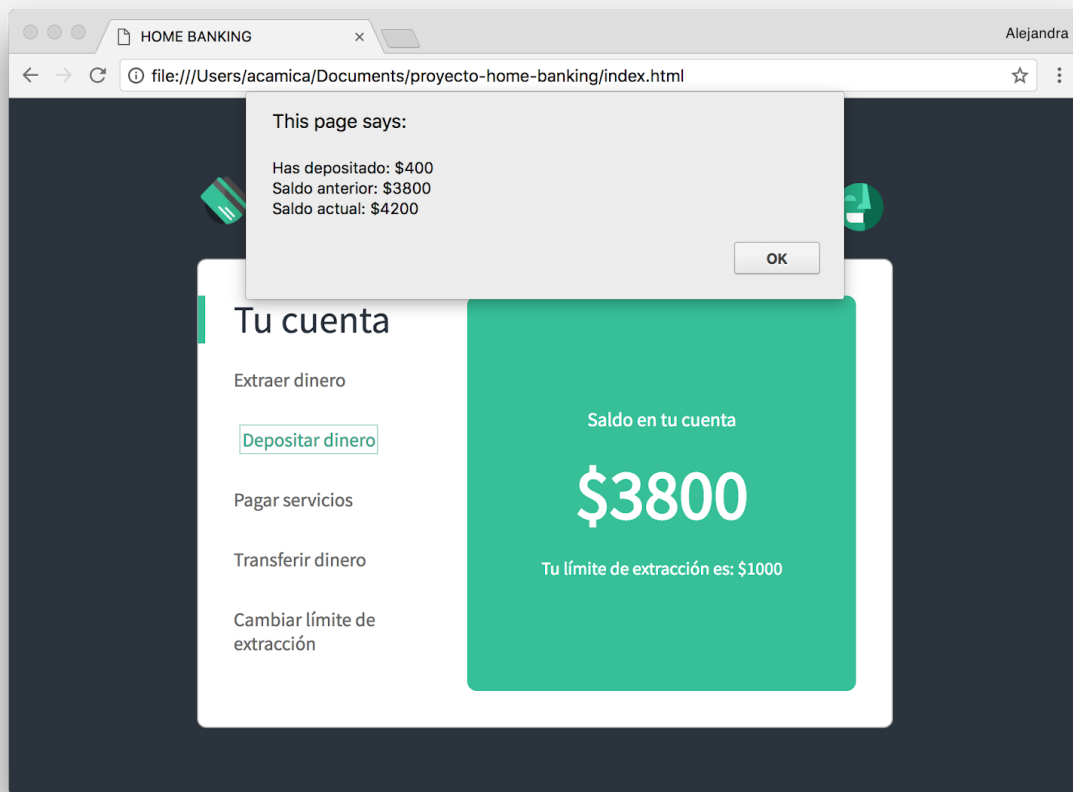 HOME BANKING
Alejandra
file:///Users/acamica/Documents/proyecto-home-banking/index.html
This page says:
Has depositado: $400
Saldo anterior: $3800
Saldo actual: $4200
OK
Tu cuenta
Extraer dinero
Depositar dinero
Pagar servicios
Transferir dinero
Cambiar límite de
extracción
Saldo en tu cuenta
$3800
Tu límite de extracción es: $1000